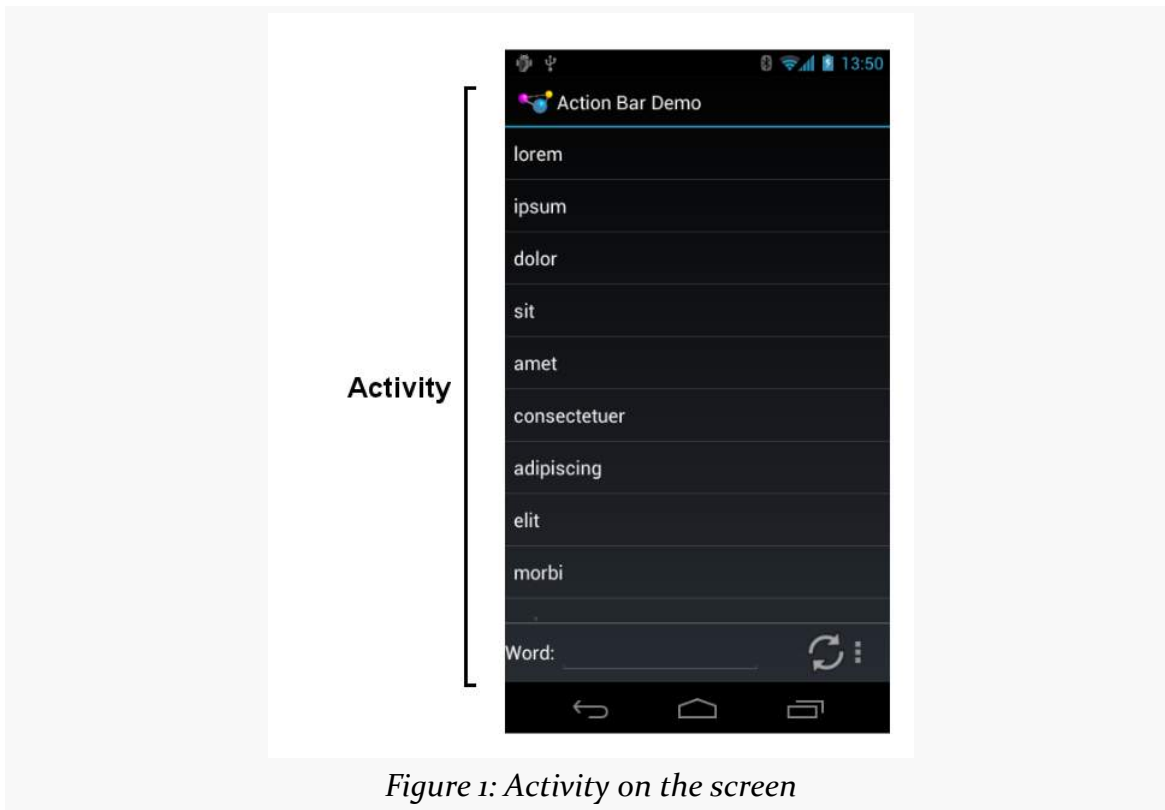 13:50
Action Bar Demo
lorem
ipsum
dolor
sit
amet
Activity
consectetuer
adipiscing
elit
morbi
Word:
Figure 1: Activity on the screen